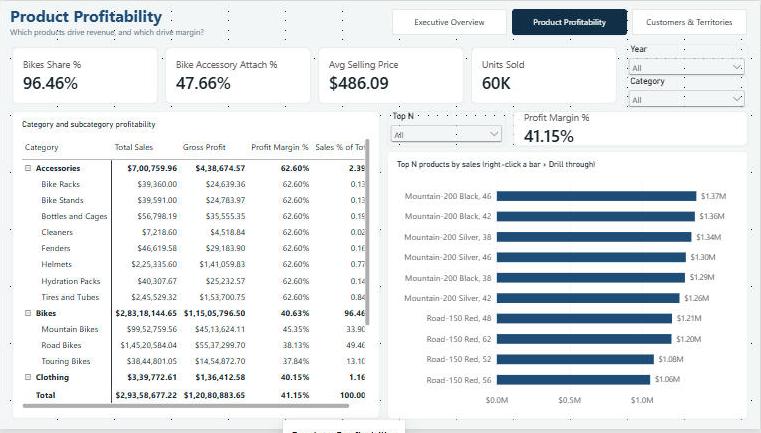 Product Profitability
Which products drive revenue, and which drive margin?
Executive Overview
Product Profitability
Customers & Territories
Bikes Share %
96.46%
Bike Accessory Attach %
47.66%
Avg Selling Price
$486.09
Units Sold
60K
Year
All
Category
All
Top N
All
Profit Margin %
41.15%
Category and subcategory profitability
Category Total Sales Gross Profit Profit Margin % Sales % of To
Accessories $7,00,759.96 $4,38,674.57 62.60% 2.39
Bike Racks $39,360.00 $24,639.36 62.60% 0.13
Bike Stands $39,591.00 $24,783.97 62.60% 0.13
Bottles and Cages $56,798.19 $35,555.35 62.60% 0.19
Cleaners $7,218.60 $4,518.84 62.60% 0.02
Fenders $46,619.58 $29,183.90 62.60% 0.16
Helmets $2,25,335.60 $1,41,059.83 62.60% 0.77
Hydration Packs $40,307.67 $25,232.57 62.60% 0.14
Tires and Tubes $2,45,529.32 $1,53,700.75 62.60% 0.84
Bikes $2,83,18,144.65 $1,15,05,796.50 40.63% 96.46
Mountain Bikes $99,52,759.56 $45,13,624.11 45.35% 33.90
Road Bikes $1,45,20,584.04 $55,37,299.70 38.13% 49.46
Touring Bikes $38,44,801.05 $14,54,872.70 37.84% 13.10
Clothing $3,39,772.61 $1,36,412.58 40.15% 1.16
Total $2,93,58,677.22 $1,20,80,883.65 41.15% 100.00
Top N products by sales (right-click a bar > Drill through)
Mountain-200 Black, 46 $1.37M
Mountain-200 Black, 42 $1.36M
Mountain-200 Silver, 38 $1.34M
Mountain-200 Silver, 46 $1.30M
Mountain-200 Black, 38 $1.29M
Mountain-200 Silver, 42 $1.26M
Road-150 Red, 48 $1.21M
Road-150 Red, 62 $1.20M
Road-150 Red, 52 $1.08M
Road-150 Red, 56 $1.06M
$0.0M $0.5M $1.0M